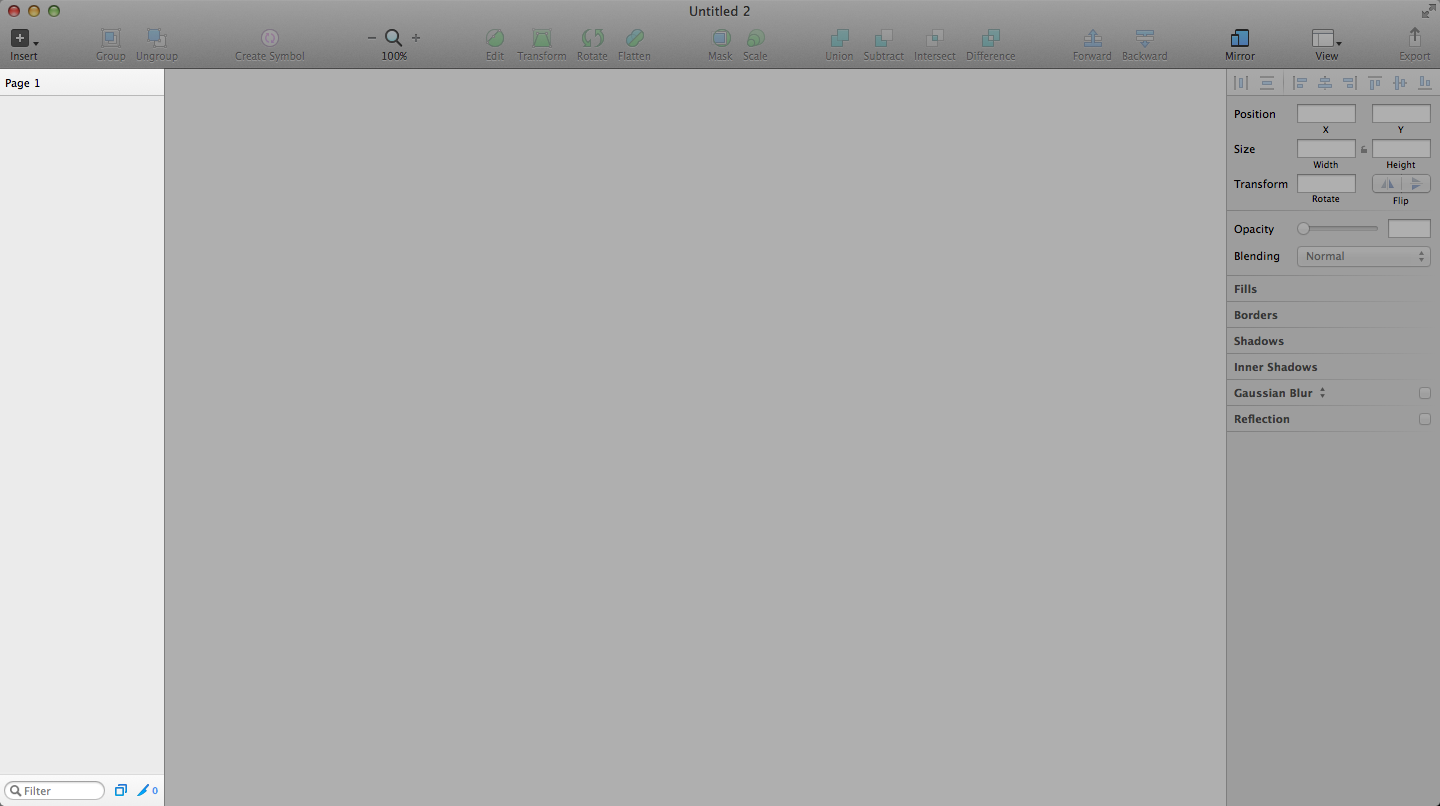 Untitled 2
Insert Group Ungroup Create Symbol 100% Edit Transform Rotate Flatten Mask Scale Union Subtract Intersect Difference Forward Backward Mirror View Export
Page 1
Position
X Y
Size
Width Height
Transform
Rotate Flip
Opacity
Blending Normal
Fills
Borders
Shadows
Inner Shadows
Gaussian Blur
Reflection
Filter 0